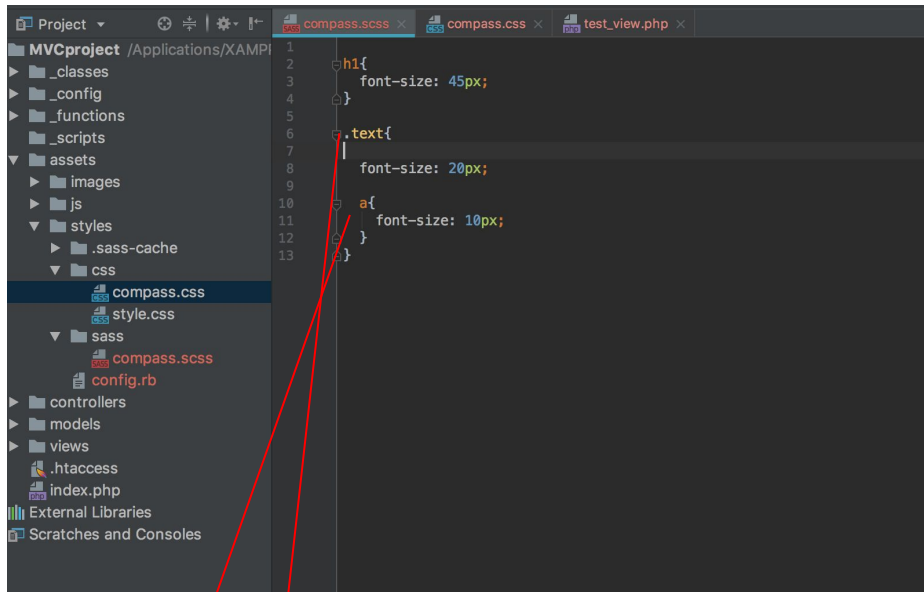 Project
compass.scss
compass.css
test_view.php
MVCproject /Applications/XAMP
_classes
_config
_functions
_scripts
assets
images
js
styles
.sass-cache
css
compass.css
style.css
sass
compass.scss
config.rb
controllers
models
views
.htaccess
index.php
External Libraries
Scratches and Consoles
1
2 h1{
3 font-size: 45px;
4 }
5
6 .text{
7
8 font-size: 20px;
9
10 a{
11 font-size: 10px;
12 }
13 }